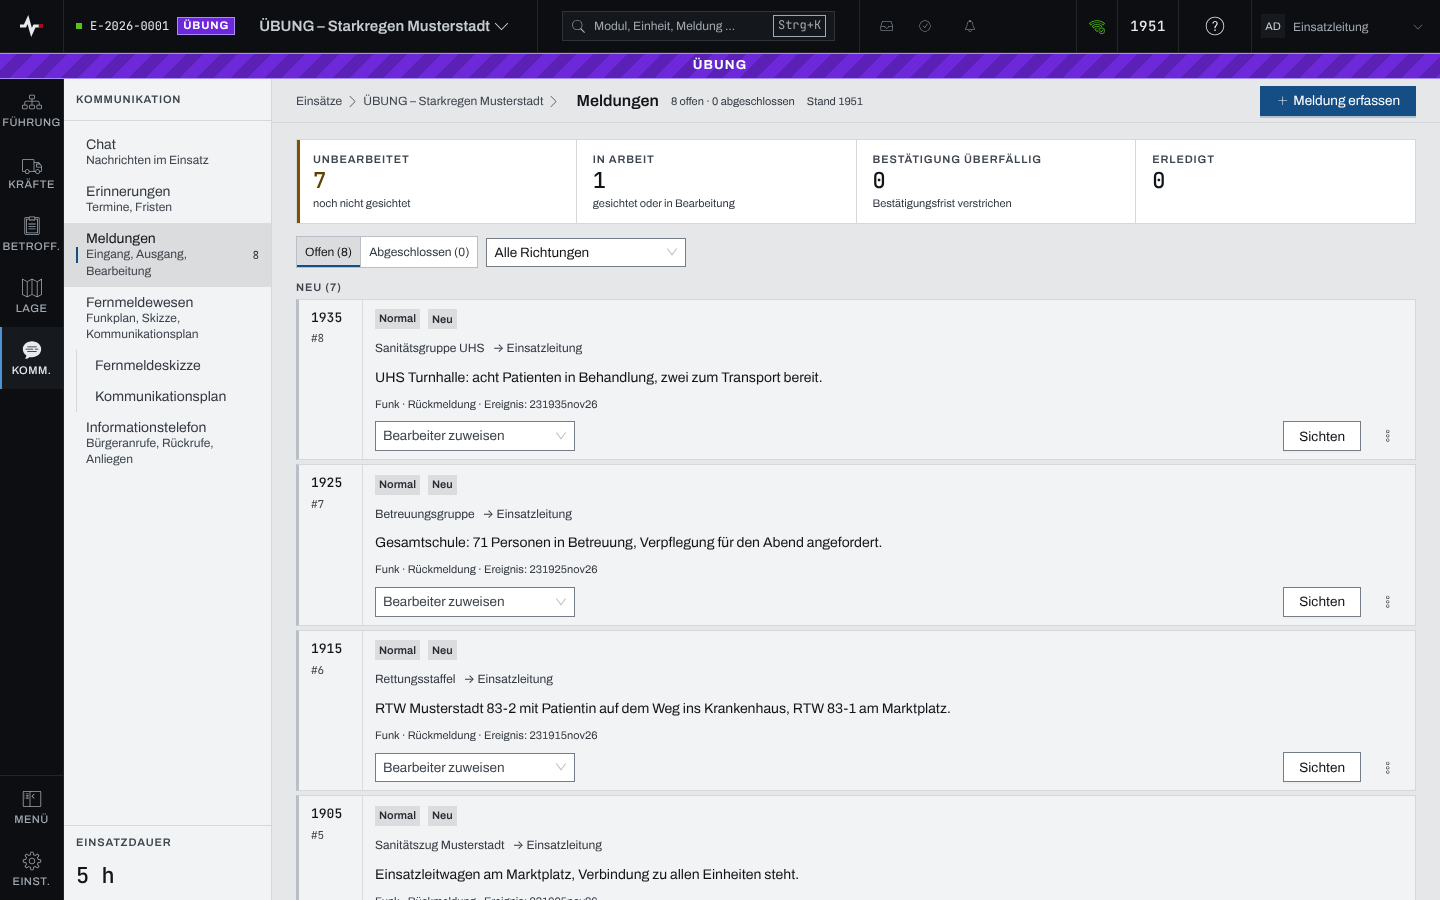 E-2026-0001 ÜBUNG ÜBUNG – Starkregen Musterstadt Modul, Einheit, Meldung ... Strg+K 1951 AD Einsatzleitung
ÜBUNG
FÜHRUNG
KRÄFTE
BETROFF.
LAGE
KOMM.
MENÜ
EINST.
KOMMUNIKATION
Chat
Nachrichten im Einsatz
Erinnerungen
Termine, Fristen
Meldungen
Eingang, Ausgang,
Bearbeitung
8
Fernmeldewesen
Funkplan, Skizze,
Kommunikationsplan
Fernmeldeskizze
Kommunikationsplan
Informationstelefon
Bürgeranrufe, Rückrufe,
Anliegen
EINSATZDAUER
5 h
Einsätze ÜBUNG – Starkregen Musterstadt Meldungen 8 offen · 0 abgeschlossen Stand 1951
+ Meldung erfassen
UNBEARBEITET
7
noch nicht gesichtet
IN ARBEIT
1
gesichtet oder in Bearbeitung
BESTÄTIGUNG ÜBERFÄLLIG
0
Bestätigungsfrist verstrichen
ERLEDIGT
0
Offen (8) Abgeschlossen (0) Alle Richtungen
NEU (7)
1935 Normal Neu
#8
Sanitätsgruppe UHS → Einsatzleitung
UHS Turnhalle: acht Patienten in Behandlung, zwei zum Transport bereit.
Funk · Rückmeldung · Ereignis: 231935nov26
Bearbeiter zuweisen Sichten
1925 Normal Neu
#7
Betreuungsgruppe → Einsatzleitung
Gesamtschule: 71 Personen in Betreuung, Verpflegung für den Abend angefordert.
Funk · Rückmeldung · Ereignis: 231925nov26
Bearbeiter zuweisen Sichten
1915 Normal Neu
#6
Rettungsstaffel → Einsatzleitung
RTW Musterstadt 83-2 mit Patientin auf dem Weg ins Krankenhaus, RTW 83-1 am Marktplatz.
Funk · Rückmeldung · Ereignis: 231915nov26
Bearbeiter zuweisen Sichten
1905 Normal Neu
#5
Sanitätszug Musterstadt → Einsatzleitung
Einsatzleitwagen am Marktplatz, Verbindung zu allen Einheiten steht.